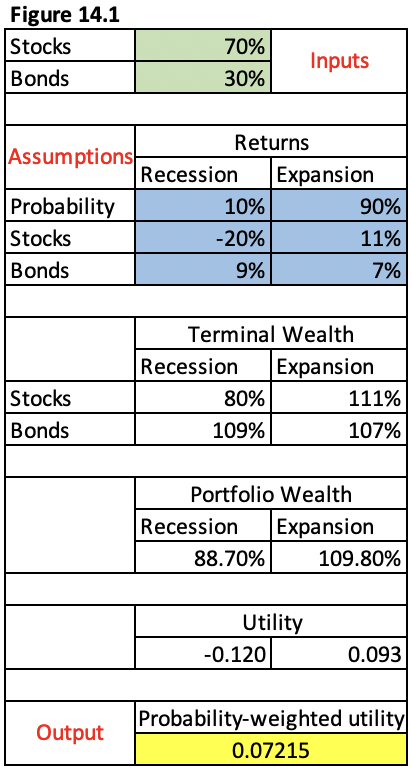 Figure 14.1
Stocks 70% Inputs
Bonds 30%
Assumptions Returns
Recession Expansion
Probability 10% 90%
Stocks -20% 11%
Bonds 9% 7%
Terminal Wealth
Recession Expansion
Stocks 80% 111%
Bonds 109% 107%
Portfolio Wealth
Recession Expansion
88.70% 109.80%
Utility
-0.120 0.093
Output Probability-weighted utility
0.07215